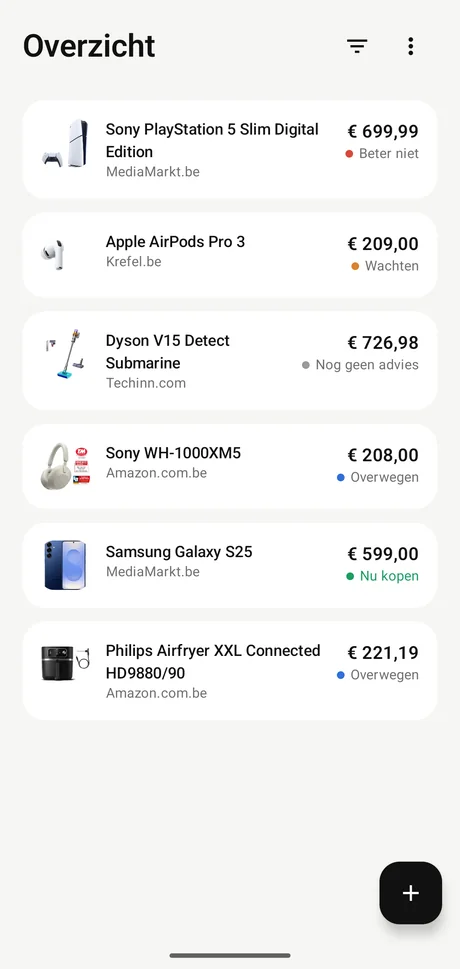 Overzicht
Sony PlayStation 5 Slim Digital
Edition
MediaMarkt.be
€ 699,99
Beter niet
Apple AirPods Pro 3
Krefel.be
€ 209,00
Wachten
Dyson V15 Detect
Submarine
Techinn.com
€ 726,98
Nog geen advies
Sony WH-1000XM5
Amazon.com.be
€ 208,00
Overwegen
Samsung Galaxy S25
MediaMarkt.be
€ 599,00
Nu kopen
Philips Airfryer XXL Connected
HD9880/90
Amazon.com.be
€ 221,19
Overwegen